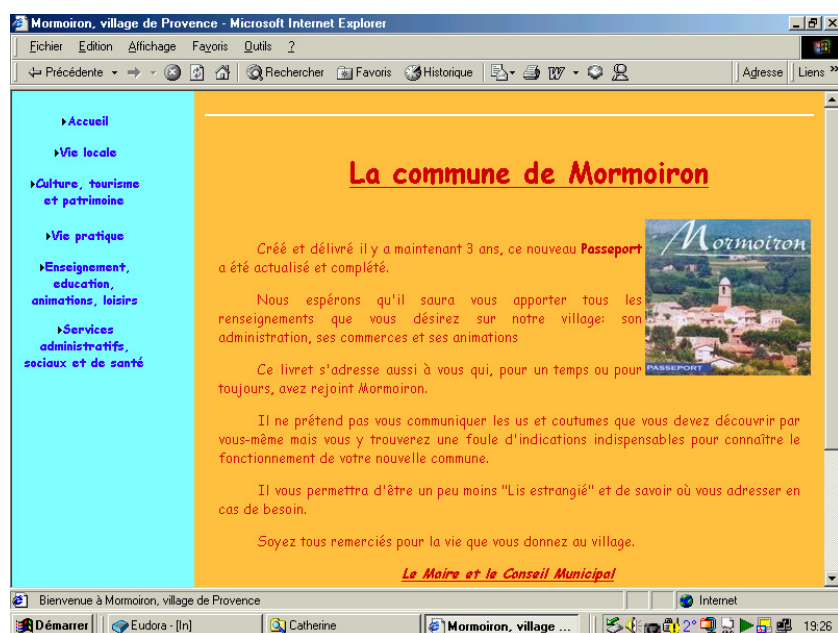 Mormoiron, village de Provence - Microsoft Internet Explorer
Fichier Edition Affichage Favoris Outils ?
Précédente Rechercher Favoris Historique Adresse Liens »
Accueil
Vie locale
Culture, tourisme
et patrimoine
Vie pratique
Enseignement,
education,
animations, loisirs
Services
administratifs,
sociaux et de santé
La commune de Mormoiron
Mormoiron
PASSEPORT
Créé et délivré il y a maintenant 3 ans, ce nouveau Passeport
a été actualisé et complété.
Nous espérons qu'il saura vous apporter tous les
renseignements que vous désirez sur notre village: son
administration, ses commerces et ses animations
Ce livret s'adresse aussi à vous qui, pour un temps ou pour
toujours, avez rejoint Mormoiron.
Il ne prétend pas vous communiquer les us et coutumes que vous devez découvrir par
vous-même mais vous y trouverez une foule d'indications indispensables pour connaître le
fonctionnement de votre nouvelle commune.
Il vous permettra d'être un peu moins "Lis estrangié" et de savoir où vous adresser en
cas de besoin.
Soyez tous remerciés pour la vie que vous donnez au village.
Le Maire et le Conseil Municipal
Bienvenue à Mormoiron, village de Provence Internet
Démarrer Eudora - [In] Catherine Mormoiron, village ... 2° 19:26